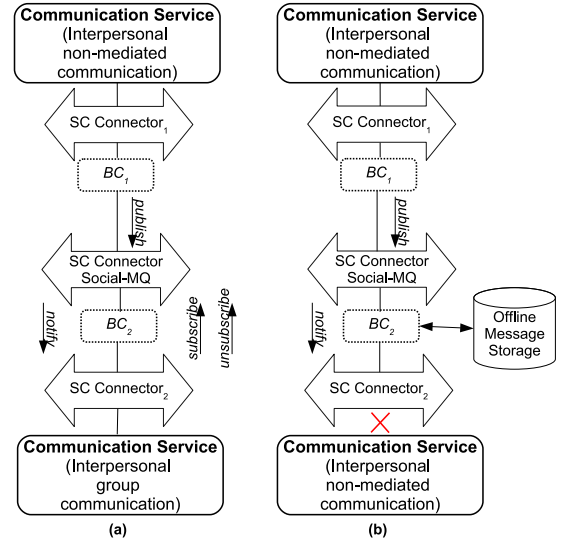 Communication Service
(Interpersonal
non-mediated
communication)
SC Connector1
BC1
publish
SC Connector
Social-MQ
notify
BC2
subscribe
unsubscribe
SC Connector2
Communication Service
(Interpersonal
group
communication)
(a)
Communication Service
(Interpersonal
non-mediated
communication)
SC Connector1
BC1
publish
SC Connector
Social-MQ
notify
BC2
Offline
Message
Storage
SC Connector2
Communication Service
(Interpersonal
non-mediated
communication)
(b)